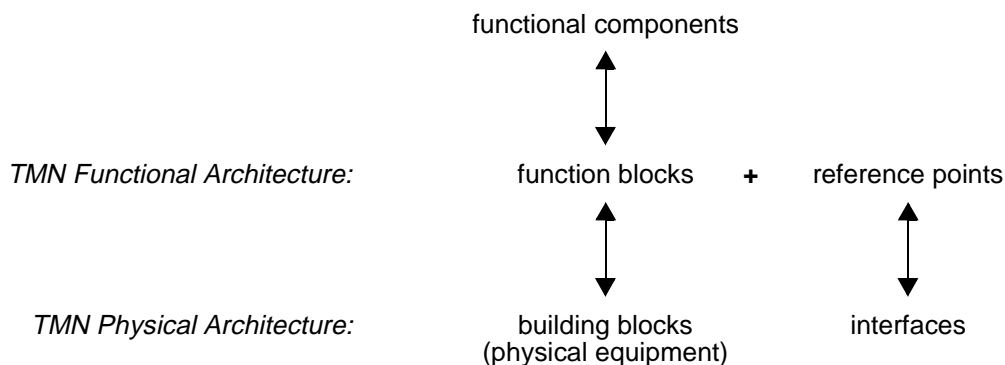 functional components
TMN Functional Architecture: function blocks + reference points
TMN Physical Architecture: building blocks interfaces
(physical equipment)